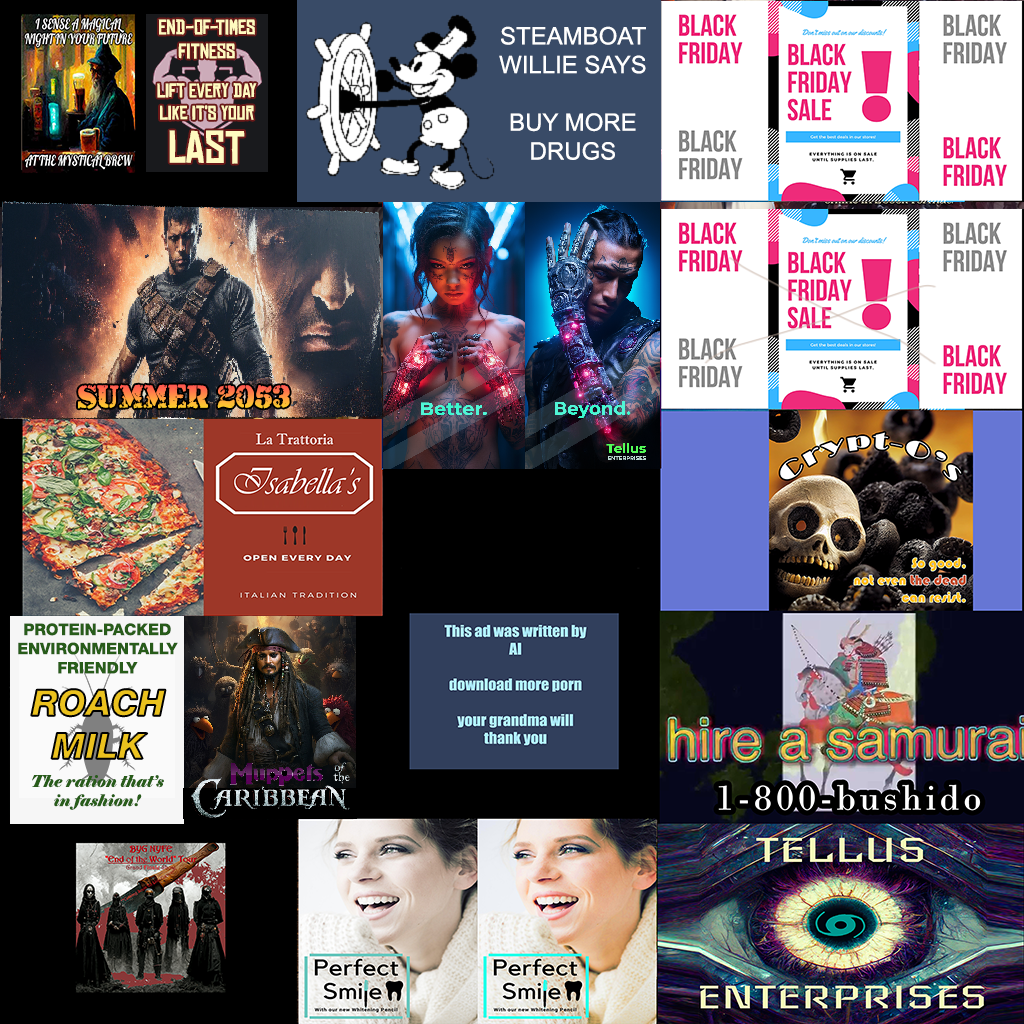 I SENSE A MAGICAL
NIGHT IN YOUR FUTURE
AT THE MYSTICAL BREW
END-OF-TIMES
FITNESS
LIFT EVERY DAY
LIKE IT'S YOUR
LAST
STEAMBOAT
WILLIE SAYS
BUY MORE
DRUGS
BLACK
FRIDAY
BLACK
FRIDAY
Don't miss out on our discounts!
BLACK
FRIDAY
SALE
!
Get the best deals in our stores!
EVERYTHING IS ON SALE
UNTIL SUPPLIES LAST.
BLACK
FRIDAY
BLACK
FRIDAY
SUMMER 2053
Better.
Beyond.
Tellus
ENTERPRISES
BLACK
FRIDAY
BLACK
FRIDAY
Don't miss out on our discounts!
BLACK
FRIDAY
SALE
!
Get the best deals in our stores!
EVERYTHING IS ON SALE
UNTIL SUPPLIES LAST.
BLACK
FRIDAY
BLACK
FRIDAY
La Trattoria
Isabella's
OPEN EVERY DAY
ITALIAN TRADITION
Crypt-O's
So good.
not even the dead
can resist.
PROTEIN-PACKED
ENVIRONMENTALLY
FRIENDLY
ROACH
MILK
The ration that's
in fashion!
Muppets of the
CARIBBEAN
This ad was written by
AI
download more porn
your grandma will
thank you
hire a samurai
1-800-bushido
"End of the World" Tour
Perfect
Smile
With our new Whitening Pencil!
Perfect
Smile
With our new Whitening Pencil!
TELLUS
ENTERPRISES